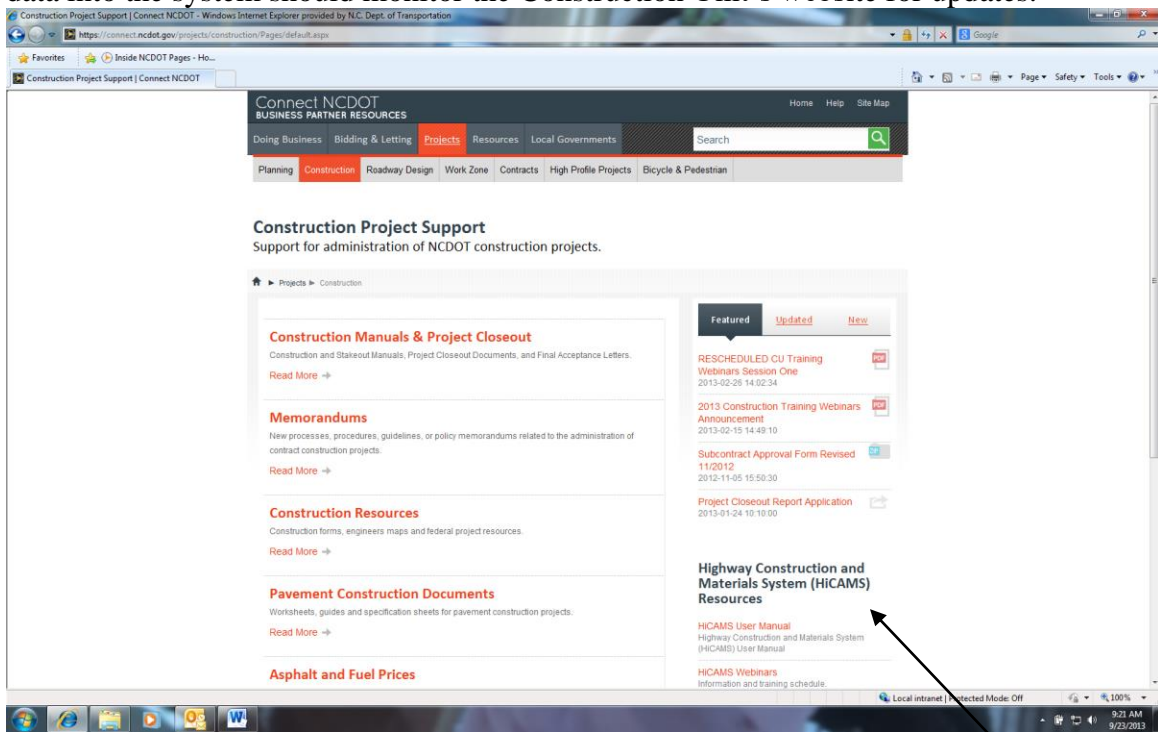 data into the system should monitor the Construction Unit's website for updates.
Construction Project Support | Connect NCDOT - Windows Internet Explorer provided by N.C. Dept. of Transportation
https://connect.ncdot.gov/projects/construction/Pages/default.aspx
Google
Favorites
Inside NCDOT Pages - Ho...
Construction Project Support | Connect NCDOT
Page
Safety
Tools
Connect NCDOT
BUSINESS PARTNER RESOURCES
Home Help Site Map
Doing Business Bidding & Letting Projects Resources Local Governments
Search
Planning Construction Roadway Design Work Zone Contracts High Profile Projects Bicycle & Pedestrian
Construction Project Support
Support for administration of NCDOT construction projects.
Projects ► Construction
Construction Manuals & Project Closeout
Construction and Stakeout Manuals, Project Closeout Documents, and Final Acceptance Letters.
Read More
Memorandums
New processes, procedures, guidelines, or policy memorandums related to the administration of
contract construction projects.
Read More
Construction Resources
Construction forms, engineers maps and federal project resources.
Read More
Pavement Construction Documents
Worksheets, guides and specification sheets for pavement construction projects.
Read More
Asphalt and Fuel Prices
Featured Updated New
RESCHEDULED CU Training
Webinars Session One
2013-02-26 14:02:34
PDF
2013 Construction Training Webinars
Announcement
2013-02-15 14:49:10
PDF
Subcontract Approval Form Revised
11/2012
2012-11-05 15:50:30
Project Closeout Report Application
2013-01-24 10:10:00
Highway Construction and
Materials System (HiCAMS)
Resources
HiCAMS User Manual
Highway Construction and Materials System
(HiCAMS) User Manual
HiCAMS Webinars
Information and training schedule.
Local intranet | Protected Mode: Off
100%
9:21 AM
9/23/2013